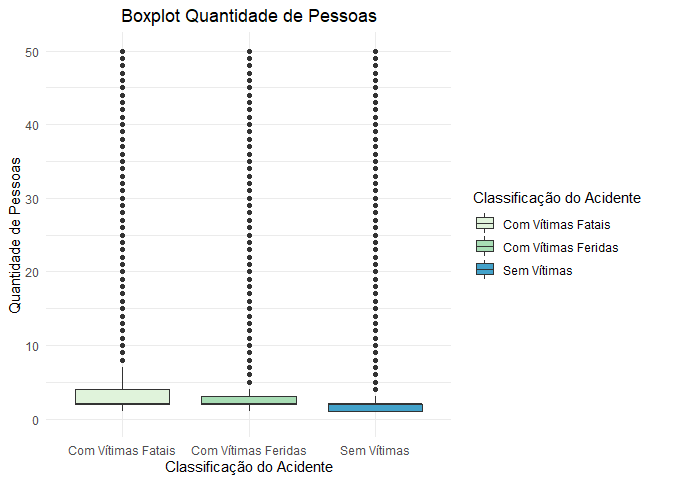 Boxplot Quantidade de Pessoas
Quantidade de Pessoas
50
40
30
20
10
0
Com Vítimas Fatais
Com Vítimas Feridas
Sem Vítimas
Classificação do Acidente
Classificação do Acidente
Com Vítimas Fatais
Com Vítimas Feridas
Sem Vítimas